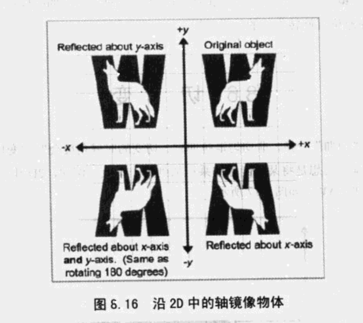 +y
Reflected about y-axis
Original object
-x
+x
Reflected about x-axis
and y-axis. (Same as
rotating 180 degrees)
-y
Reflected about x-axis
图 8.16 沿 2D 中的轴镜像物体